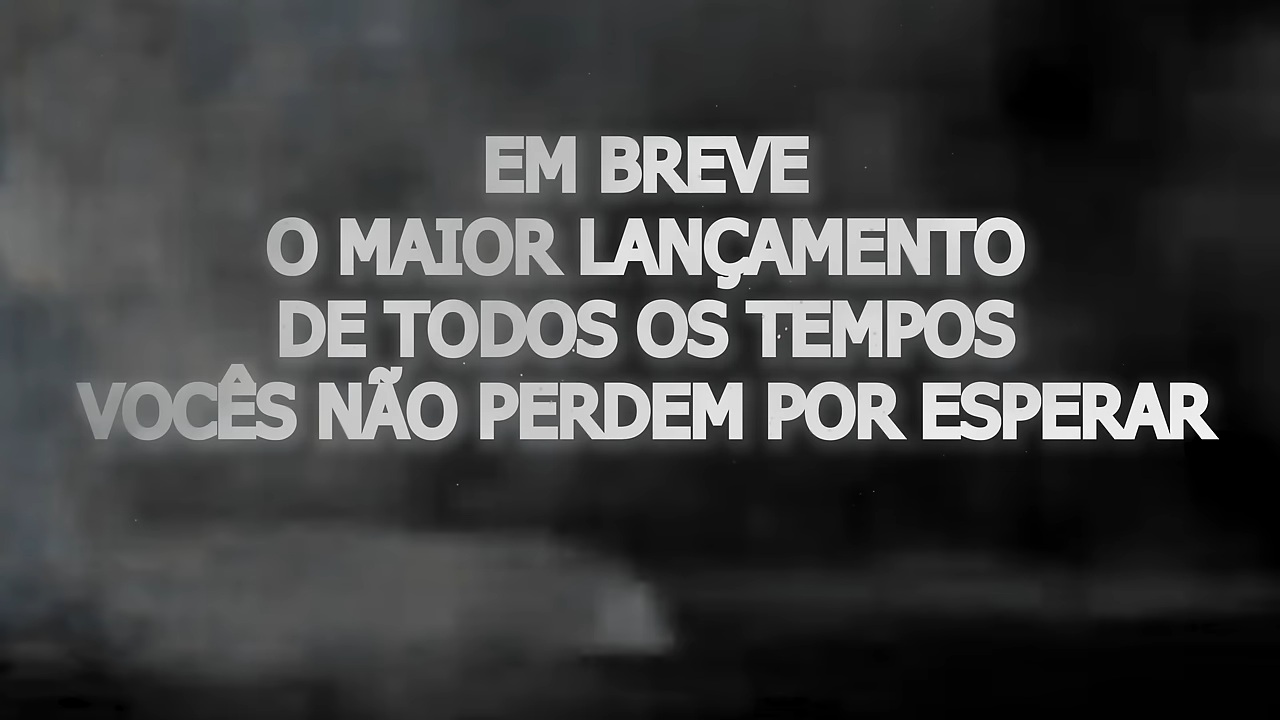 EM BREVE
O MAIOR LANÇAMENTO
DE TODOS OS TEMPOS
VOCÊS NÃO PERDEM POR ESPERAR